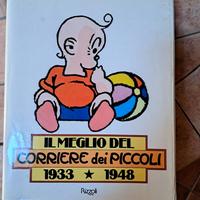 IL MEGLIO DEL
CORRIERE dei PICCOLI
1933 ★ 1948
Rizzoli